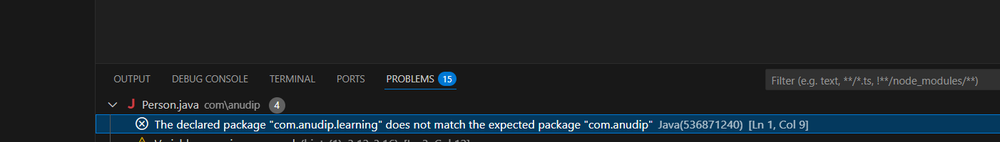 OUTPUT DEBUG CONSOLE TERMINAL PORTS PROBLEMS 15 Filter (e.g. text, **/*.ts, !**/node_modules/**)
J Person.java com\anudip 4
The declared package "com.anudip.learning" does not match the expected package "com.anudip" Java(536871240) [Ln 1, Col 9]